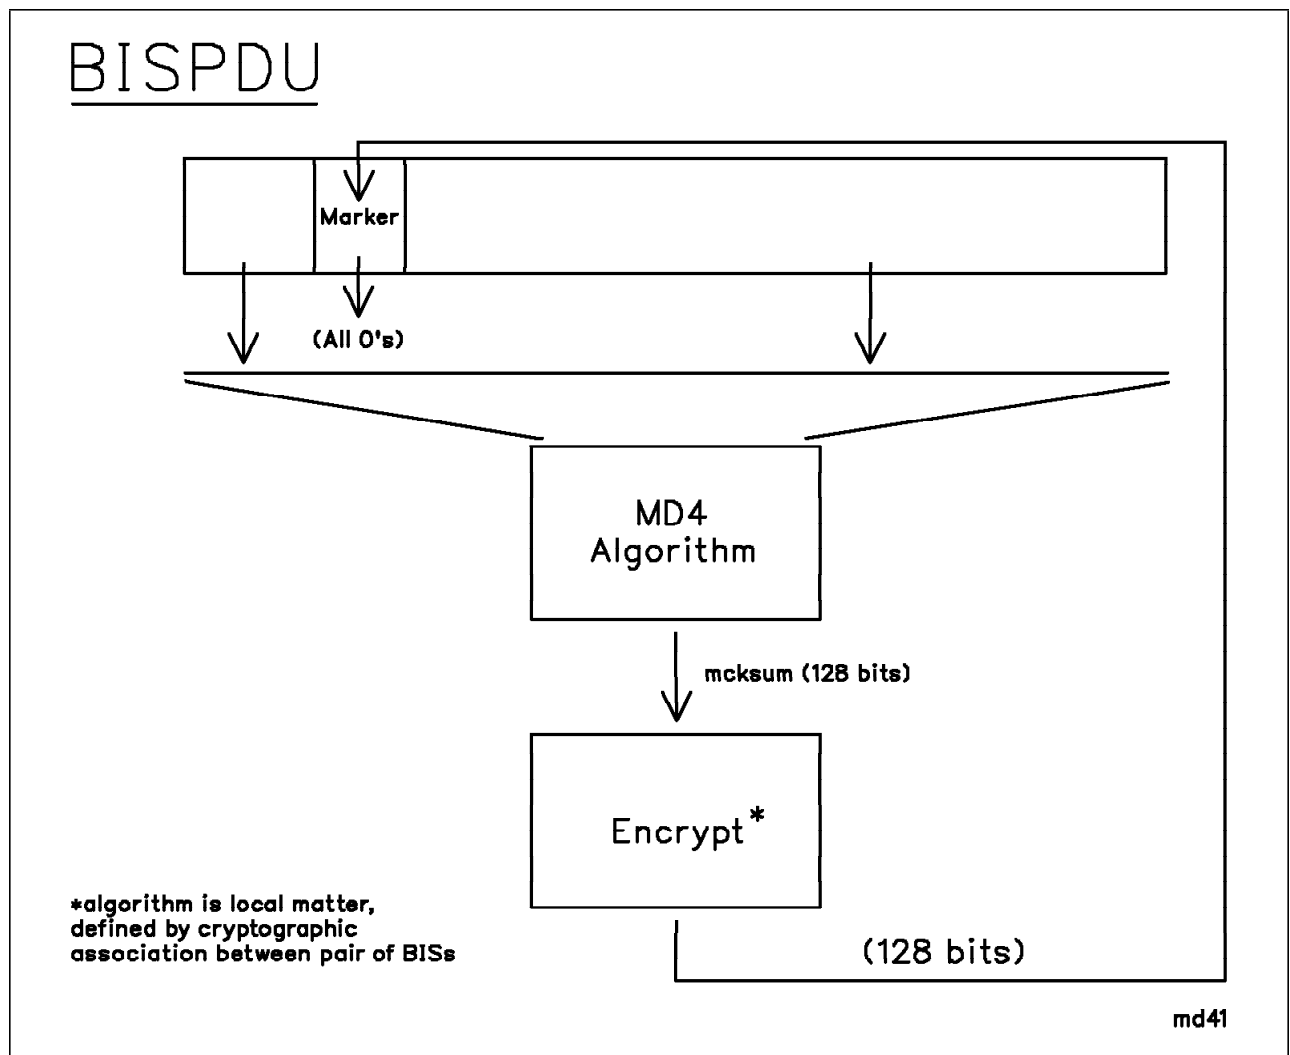 BISPDU
Marker
(All 0's)
MD4
Algorithm
mcksum (128 bits)
Encrypt*
*algorithm is local matter,
defined by cryptographic
association between pair of BISs
(128 bits)
md41